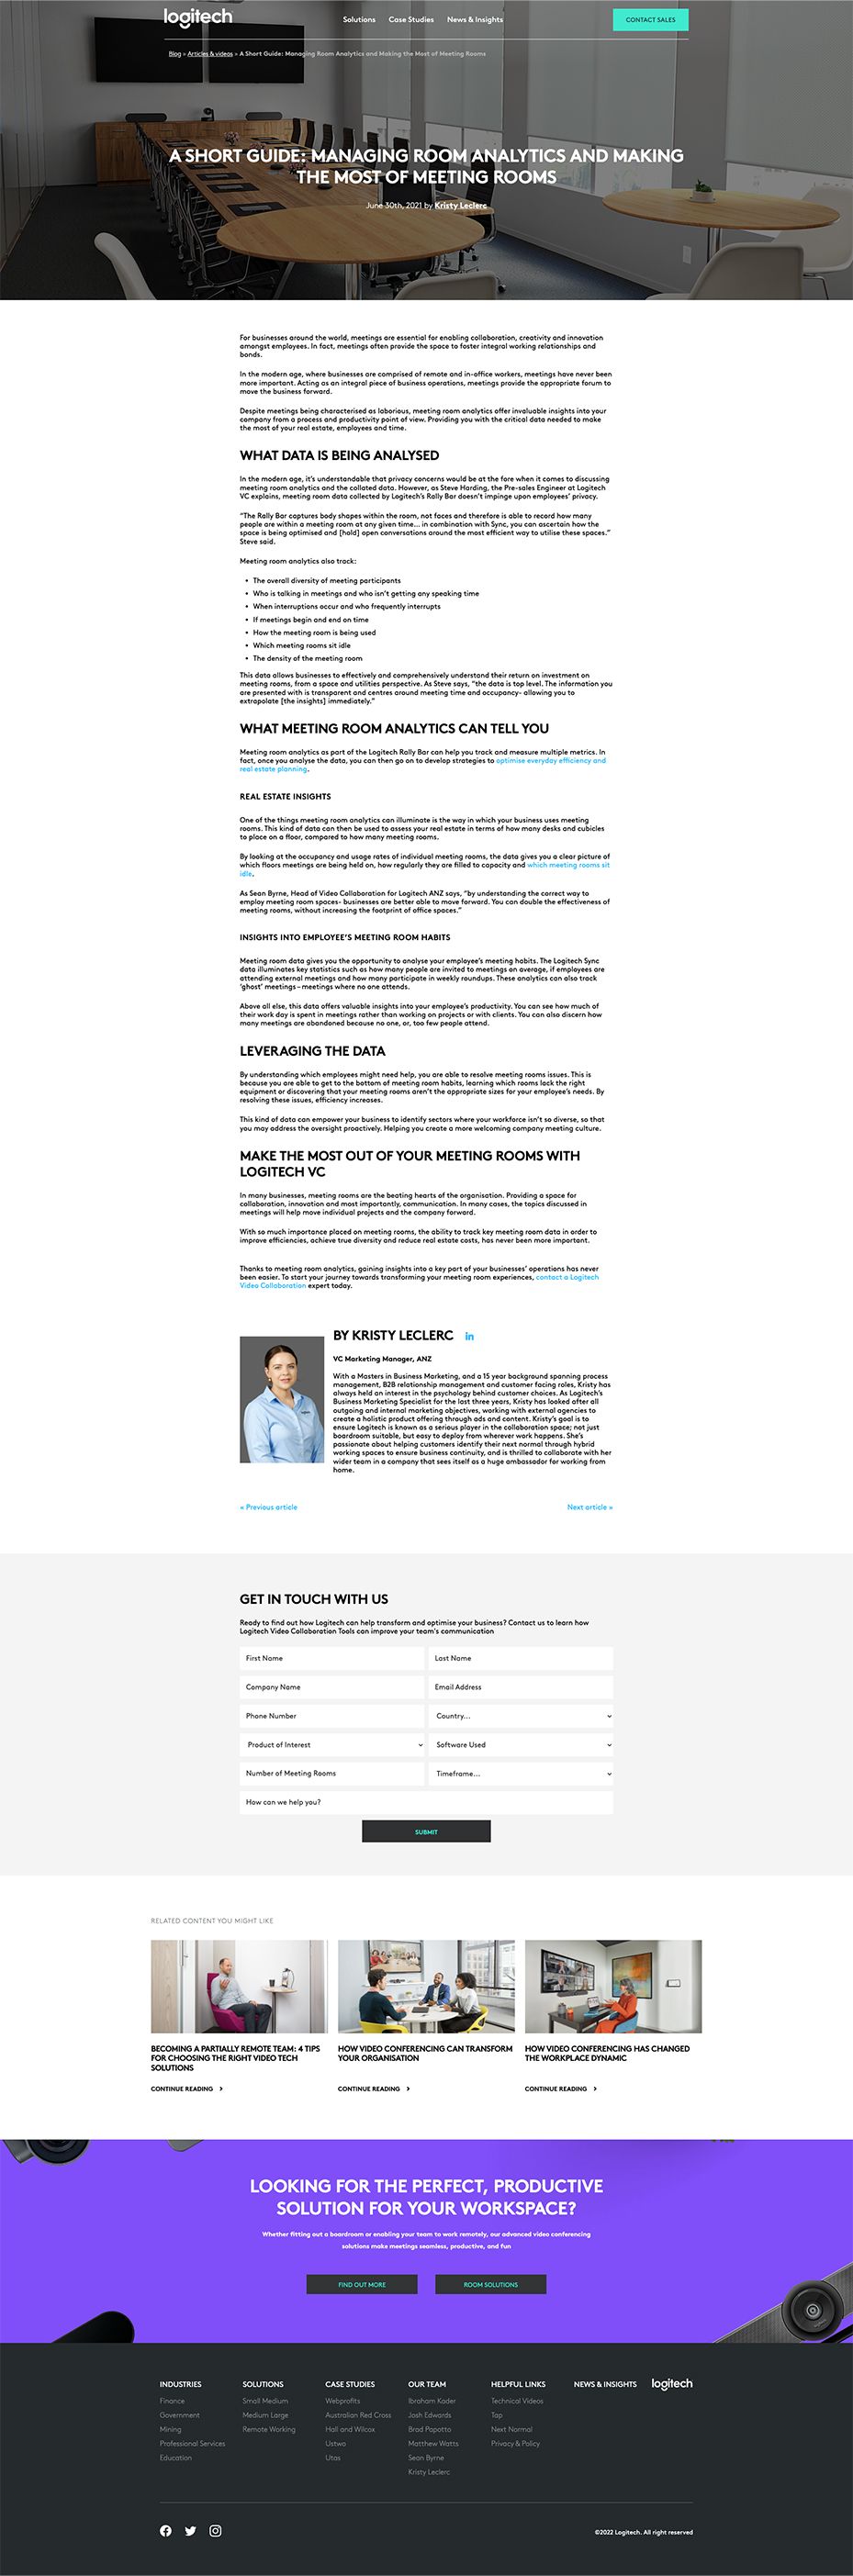 logitech
Solutions Case Studies News & Insights
CONTACT SALES
Blog » Articles & videos » A Short Guide: Managing Room Analytics and Making the Most of Meeting Rooms
A SHORT GUIDE: MANAGING ROOM ANALYTICS AND MAKING
THE MOST OF MEETING ROOMS
June 30th, 2021 by Kristy Leclerc
For businesses around the world, meetings are essential for enabling collaboration, creativity and innovation
amongst employees. In fact, meetings often provide the space to foster integral working relationships and
bonds.
In the modern age, where businesses are comprised of remote and in-office workers, meetings have never been
more important. Acting as an integral piece of business operations, meetings provide the appropriate forum to
move the business forward.
Despite meetings being characterised as laborious, meeting room analytics offer invaluable insights into your
company from a process and productivity point of view. Providing you with the critical data needed to make
the most of your real estate, employees and time.
WHAT DATA IS BEING ANALYSED
In the modern age, it's understandable that privacy concerns would be at the fore when it comes to discussing
meeting room analytics and the collated data. However, as Steve Harding, the Pre-sales Engineer at Logitech
VC explains, meeting room data collected by Logitech's Rally Bar doesn't impinge upon employees' privacy.
"The Rally Bar captures body shapes within the room, not faces and therefore is able to record how many
people are within a meeting room at any given time... in combination with Sync, you can ascertain how the
space is being optimised and [hold] open conversations around the most efficient way to utilise these spaces."
Steve said.
Meeting room analytics also track:
• The overall diversity of meeting participants
• Who is talking in meetings and who isn't getting any speaking time
• When interruptions occur and who frequently interrupts
• If meetings begin and end on time
• How the meeting room is being used
• Which meeting rooms sit idle
• The density of the meeting room
This data allows businesses to effectively and comprehensively understand their return on investment on
meeting rooms, from a space and utilities perspective. As Steve says, "the data is top level. The information you
are presented with is transparent and centres around meeting time and occupancy- allowing you to
extrapolate [the insights] immediately."
WHAT MEETING ROOM ANALYTICS CAN TELL YOU
Meeting room analytics as part of the Logitech Rally Bar can help you track and measure multiple metrics. In
fact, once you analyse the data, you can then go on to develop strategies to optimise everyday efficiency and
real estate planning.
REAL ESTATE INSIGHTS
One of the things meeting room analytics can illuminate is the way in which your business uses meeting
rooms. This kind of data can then be used to assess your real estate in terms of how many desks and cubicles
to place on a floor, compared to how many meeting rooms.
By looking at the occupancy and usage rates of individual meeting rooms, the data gives you a clear picture of
which floors meetings are being held on, how regularly they are filled to capacity and which meeting rooms sit
idle.
As Sean Byrne, Head of Video Collaboration for Logitech ANZ says, "by understanding the correct way to
employ meeting room spaces- businesses are better able to move forward. You can double the effectiveness of
meeting rooms, without increasing the footprint of office spaces."
INSIGHTS INTO EMPLOYEE'S MEETING ROOM HABITS
Meeting room data gives you the opportunity to analyse your employee's meeting habits. The Logitech Sync
data illuminates key statistics such as how many people are invited to meetings on average, if employees are
attending external meetings and how many participate in weekly roundups. These analytics can also track
'ghost' meetings – meetings where no one attends.
Above all else, this data offers valuable insights into your employee's productivity. You can see how much of
their work day is spent in meetings rather than working on projects or with clients. You can also discern how
many meetings are abandoned because no one, or, too few people attend.
LEVERAGING THE DATA
By understanding which employees might need help, you are able to resolve meeting rooms issues. This is
because you are able to get to the bottom of meeting room habits, learning which rooms lack the right
equipment or discovering that your meeting rooms aren't the appropriate sizes for your employee's needs. By
resolving these issues, efficiency increases.
This kind of data can empower your business to identify sectors where your workforce isn't so diverse, so that
you may address the oversight proactively. Helping you create a more welcoming company meeting culture.
MAKE THE MOST OUT OF YOUR MEETING ROOMS WITH
LOGITECH VC
In many businesses, meeting rooms are the beating hearts of the organisation. Providing a space for
collaboration, innovation and most importantly, communication. In many cases, the topics discussed in
meetings will help move individual projects and the company forward.
With so much importance placed on meeting rooms, the ability to track key meeting room data in order to
improve efficiencies, achieve true diversity and reduce real estate costs, has never been more important.
Thanks to meeting room analytics, gaining insights into a key part of your businesses' operations has never
been easier. To start your journey towards transforming your meeting room experiences, contact a Logitech
Video Collaboration expert today.
BY KRISTY LECLERC in
VC Marketing Manager, ANZ
With a Masters in Business Marketing, and a 15 year background spanning process
management, B2B relationship management and customer facing roles, Kristy has
always held an interest in the psychology behind customer choices. As Logitech's
Business Marketing Specialist for the last three years, Kristy has looked after all
outgoing and internal marketing objectives, working with external agencies to
create a holistic product offering through ads and content. Kristy's goal is to
ensure Logitech is known as a serious player in the collaboration space; not just
boardroom suitable, but easy to deploy from wherever work happens. She's
passionate about helping customers identify their next normal through hybrid
working spaces to ensure business continuity, and is thrilled to collaborate with her
wider team in a company that sees itself as a huge ambassador for working from
home.
« Previous article Next article »
GET IN TOUCH WITH US
Ready to find out how Logitech can help transform and optimise your business? Contact us to learn how
Logitech Video Collaboration Tools can improve your team's communication
First Name Last Name
Company Name Email Address
Phone Number Country...
Product of Interest Software Used
Number of Meeting Rooms Timeframe...
How can we help you?
SUBMIT
RELATED CONTENT YOU MIGHT LIKE
BECOMING A PARTIALLY REMOTE TEAM: 4 TIPS
FOR CHOOSING THE RIGHT VIDEO TECH
SOLUTIONS
CONTINUE READING >
HOW VIDEO CONFERENCING CAN TRANSFORM
YOUR ORGANISATION
CONTINUE READING >
HOW VIDEO CONFERENCING HAS CHANGED
THE WORKPLACE DYNAMIC
CONTINUE READING >
LOOKING FOR THE PERFECT, PRODUCTIVE
SOLUTION FOR YOUR WORKSPACE?
Whether fitting out a boardroom or enabling your team to work remotely, our advanced video conferencing
solutions make meetings seamless, productive, and fun
FIND OUT MORE ROOM SOLUTIONS
INDUSTRIES
Finance
Government
Mining
Professional Services
Education
SOLUTIONS
Small Medium
Medium Large
Remote Working
CASE STUDIES
Webprofits
Australian Red Cross
Hall and Wilcox
Ustwo
Utas
OUR TEAM
Ibraham Kader
Josh Edwards
Brad Papotto
Matthew Watts
Sean Byrne
Kristy Leclerc
HELPFUL LINKS
Technical Videos
Tap
Next Normal
Privacy & Policy
NEWS & INSIGHTS
logitech
©2022 Logitech. All right reserved